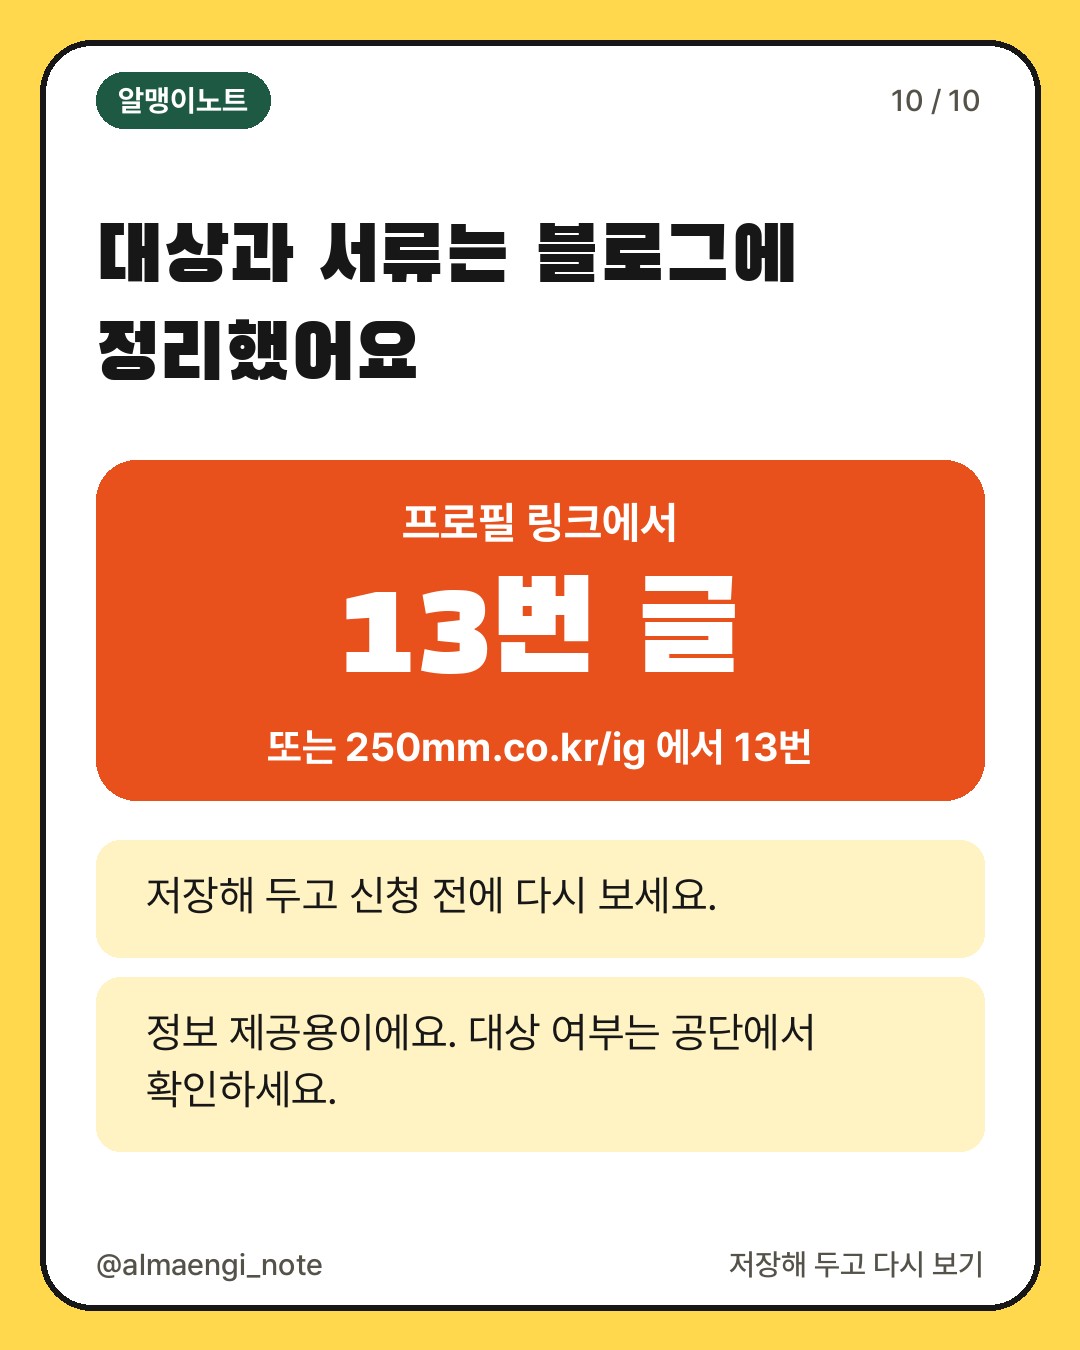 알맹이노트
10 / 10
대상과 서류는 블로그에
정리했어요
프로필 링크에서
13번 글
또는 250mm.co.kr/ig 에서 13번
저장해 두고 신청 전에 다시 보세요.
정보 제공용이에요. 대상 여부는 공단에서
확인하세요.
@almaengi_note
저장해 두고 다시 보기